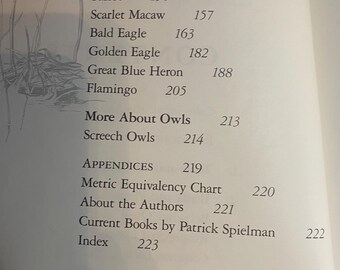 Scarlet Macaw 157
Bald Eagle 163
Golden Eagle 182
Great Blue Heron 188
Flamingo 205
More About Owls 213
Screech Owls 214
APPENDICES 219
Metric Equivalency Chart 220
About the Authors 221
Current Books by Patrick Spielman 222
Index 223